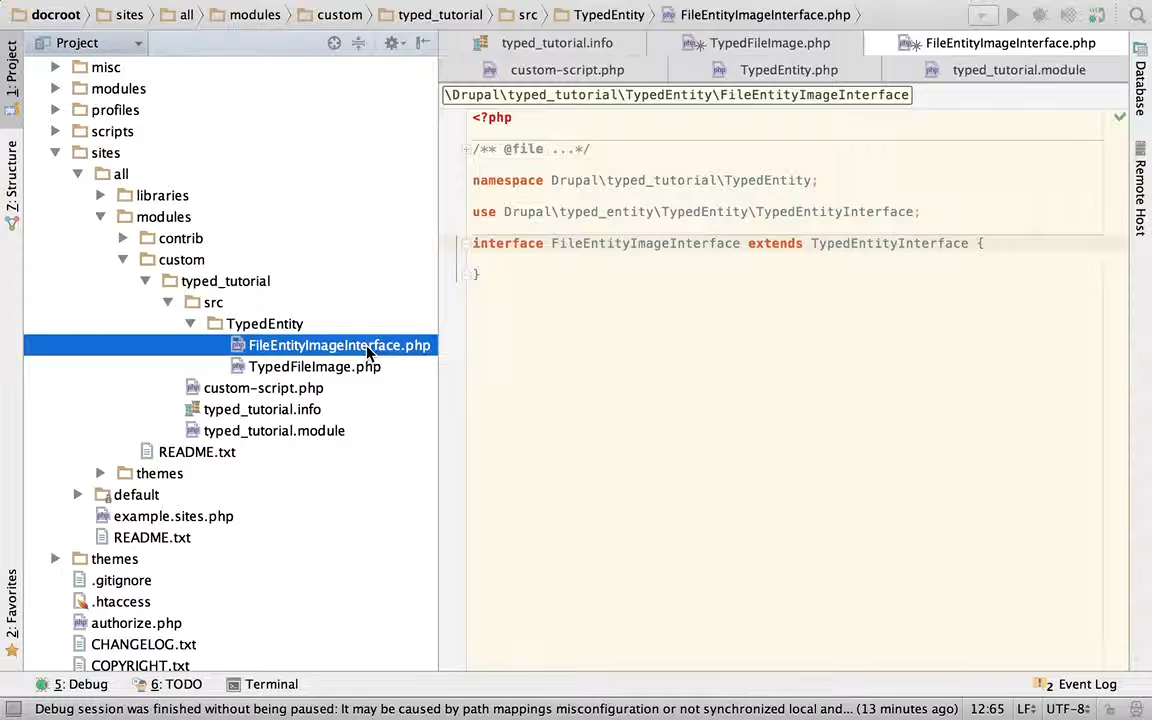 docroot sites all modules custom typed_tutorial src TypedEntity FileEntityImageInterface.php
Project
typed_tutorial.info TypedFileImage.php FileEntityImageInterface.php
custom-script.php TypedEntity.php typed_tutorial.module
\Drupal\typed_tutorial\TypedEntity\FileEntityImageInterface
1: Project
Z: Structure
2: Favorites
misc
modules
profiles
scripts
sites
all
libraries
modules
contrib
custom
typed_tutorial
src
TypedEntity
FileEntityImageInterface.php
TypedFileImage.php
custom-script.php
typed_tutorial.info
typed_tutorial.module
README.txt
themes
default
example.sites.php
README.txt
themes
.gitignore
.htaccess
authorize.php
CHANGELOG.txt
COPYRIGHT.txt
<?php
/** @file ...*/
namespace Drupal\typed_tutorial\TypedEntity;
use Drupal\typed_entity\TypedEntity\TypedEntityInterface;
interface FileEntityImageInterface extends TypedEntityInterface {
}
Database
Remote Host
5: Debug 6: TODO Terminal 2 Event Log
Debug session was finished without being paused: It may be caused by path mappings misconfiguration or not synchronized local and... (13 minutes ago) 12:65 LF UTF-8